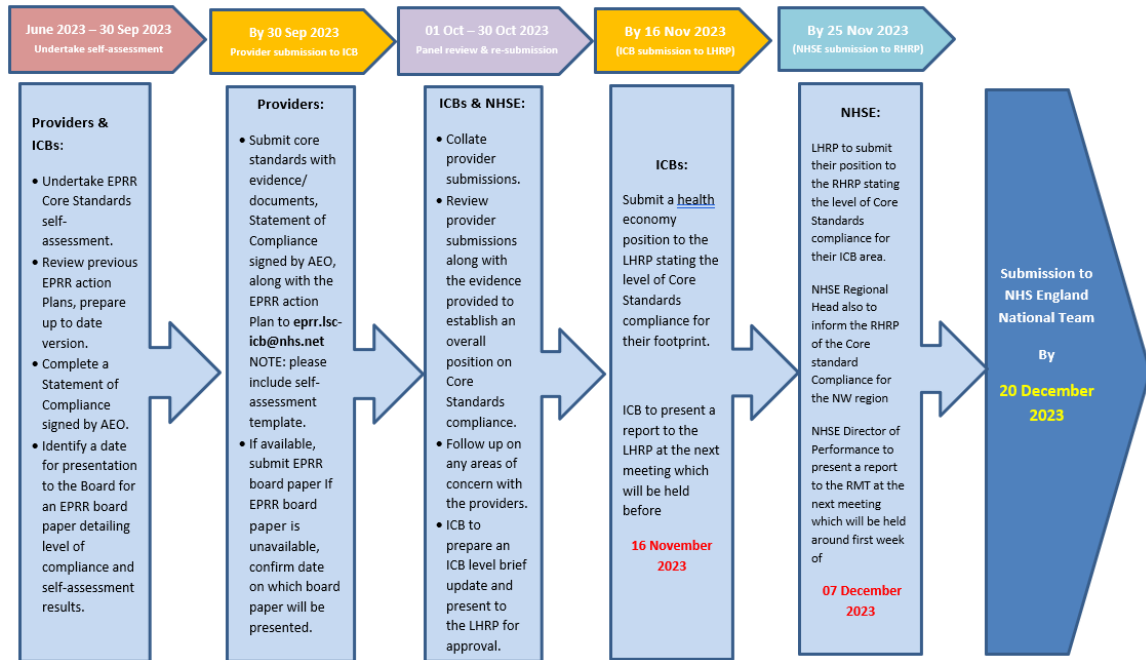 June 2023 – 30 Sep 2023
Undertake self-assessment
By 30 Sep 2023
Provider submission to ICB
01 Oct – 30 Oct 2023
Panel review & re-submission
By 16 Nov 2023
(ICB submission to LHRP)
By 25 Nov 2023
(NHSE submission to RHRP)
Providers &
ICBs:
• Undertake EPRR
Core Standards
self-
assessment.
• Review previous
EPRR action
Plans, prepare
up to date
version.
• Complete a
Statement of
Compliance
signed by AEO.
• Identify a date
for presentation
to the Board for
an EPRR board
paper detailing
level of
compliance and
self-assessment
results.
Providers:
• Submit core
standards with
evidence/
documents,
Statement of
Compliance
signed by AEO,
along with the
EPRR action
Plan to eprr.lsc-
icb@nhs.net
NOTE: please
include self-
assessment
template.
• If available,
submit EPRR
board paper If
EPRR board
paper is
unavailable,
confirm date
on which board
paper will be
presented.
ICBs & NHSE:
• Collate
provider
submissions.
• Review
provider
submissions
along with
the evidence
provided to
establish an
overall
position on
Core
Standards
compliance.
• Follow up on
any areas of
concern with
the providers.
• ICB to
prepare an
ICB level brief
update and
present to
the LHRP for
approval.
ICBs:
Submit a health
economy
position to the
LHRP stating the
level of Core
Standards
compliance for
their footprint.
ICB to present a
report to the
LHRP at the next
meeting which
will be held
before
16 November
2023
NHSE:
LHRP to submit
their position to
the RHRP stating
the level of Core
Standards
compliance for
their ICB area.
NHSE Regional
Head also to
inform the RHRP
of the Core
standard
Compliance for
the NW region
NHSE Director of
Performance to
present a report
to the RMT at the
next meeting
which will be held
around first week
of
07 December
2023
Submission to
NHS England
National Team
By
20 December
2023